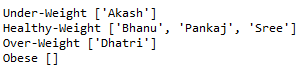 Under-Weight ['Akash']
Healthy-Weight ['Bhanu', 'Pankaj', 'Sree']
Over-Weight ['Dhatri']
Obese []